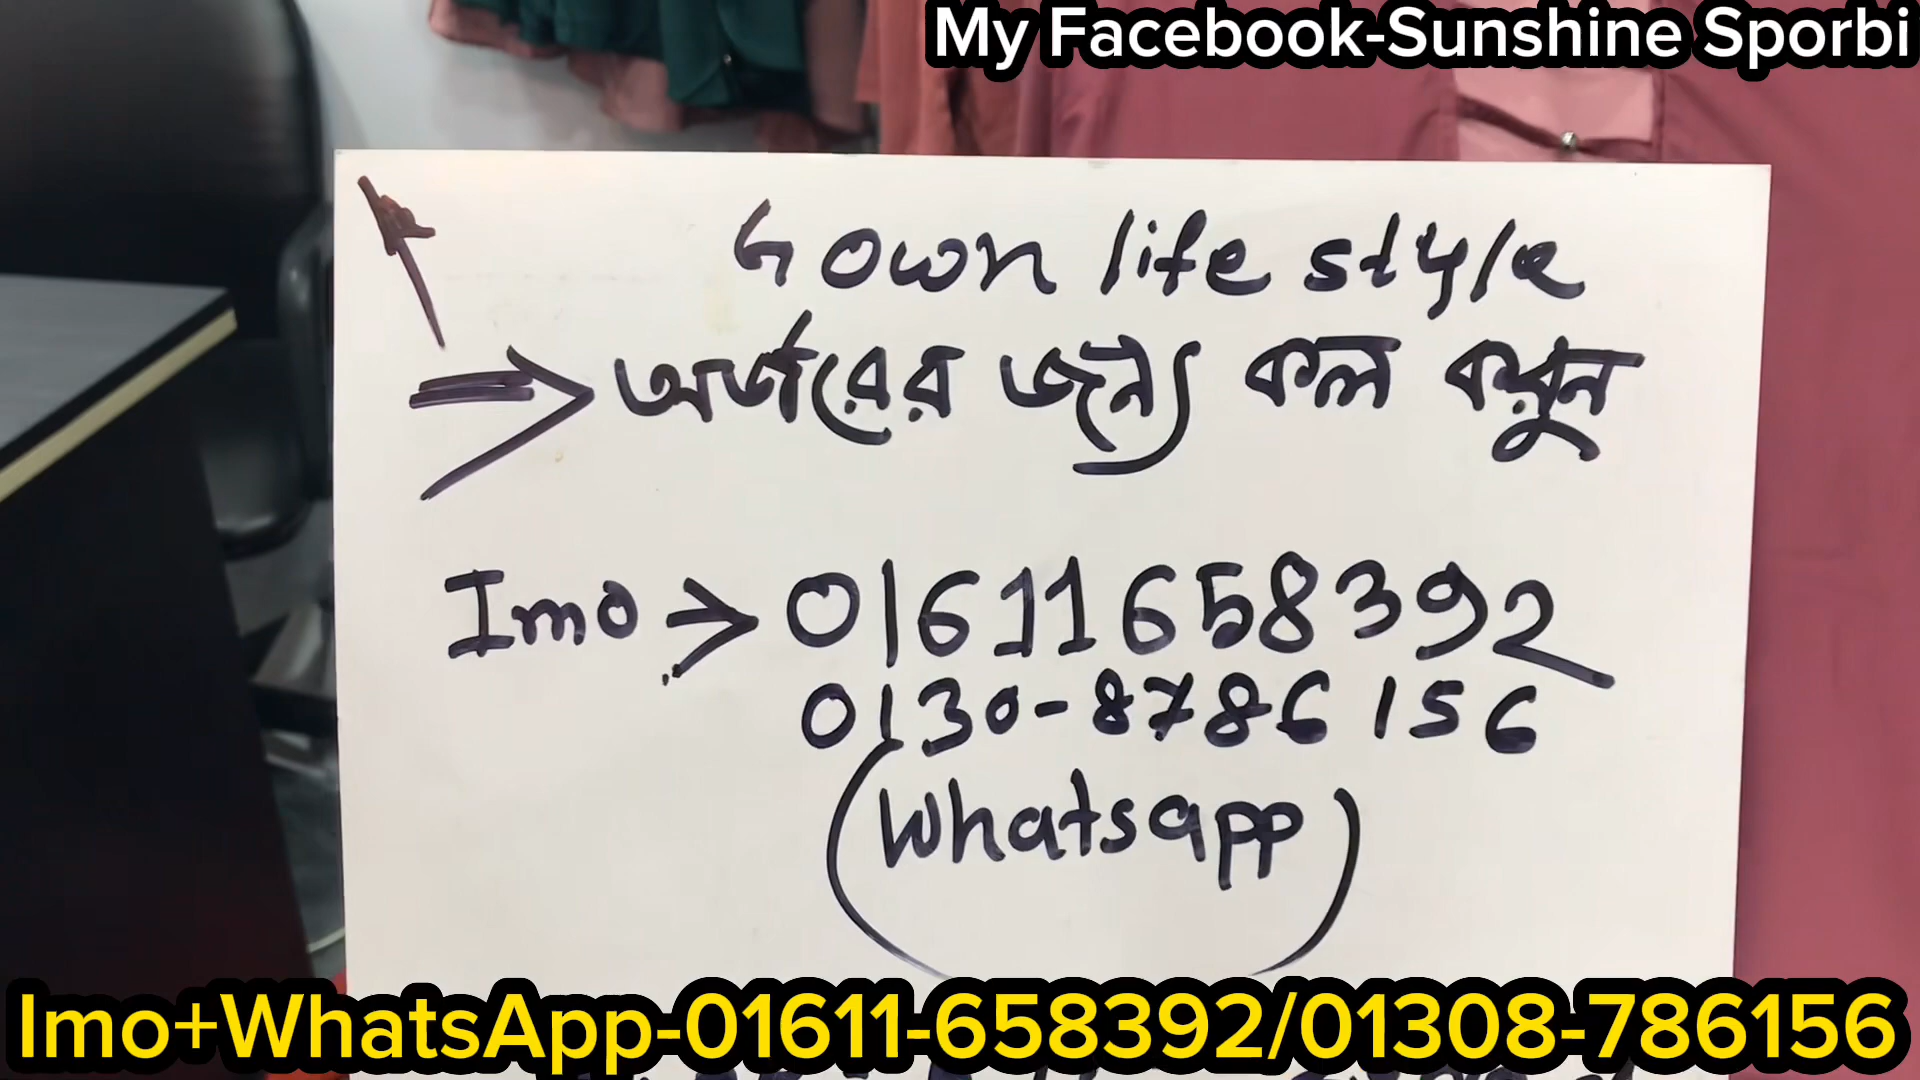 My Facebook-Sunshine Sporbi
Gown life style
অর্ডারের জন্য কল করুন
Imo → 01611658392
0130-8786156
(Whatsapp)
Imo+WhatsApp-01611-658392/01308-786156